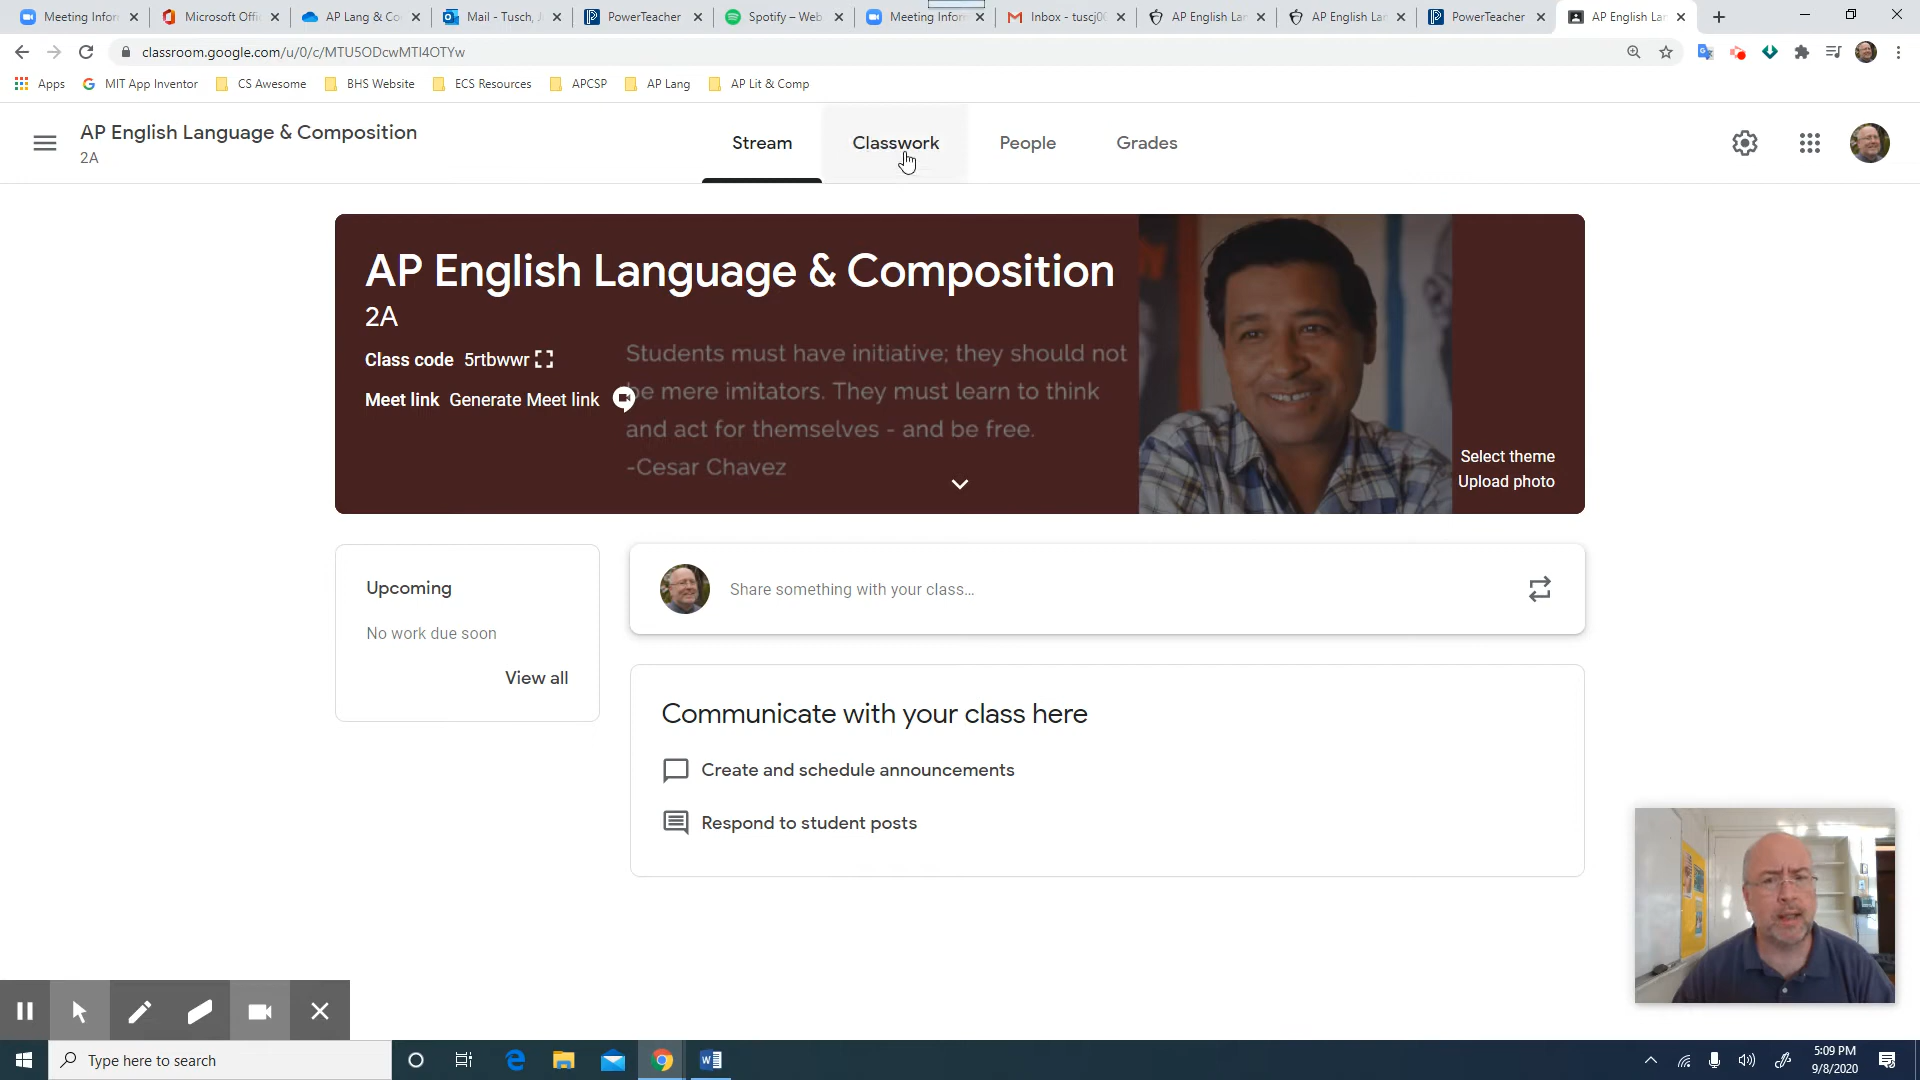 Meeting Infor
Microsoft Offi
AP Lang & Co
Mail - Tusch, J
PowerTeacher
Spotify – Web
Meeting Infor
Inbox - tuscj0
AP English Lan
AP English Lan
PowerTeacher
AP English Lan
classroom.google.com/u/0/c/MTU5ODcwMTI4OTYw
Apps
MIT App Inventor
CS Awesome
BHS Website
ECS Resources
APCSP
AP Lang
AP Lit & Comp
AP English Language & Composition
2A
Stream
Classwork
People
Grades
AP English Language & Composition
2A
Class code 5rtbwwr
Meet link Generate Meet link
Students must have initiative; they should not
be mere imitators. They must learn to think
and act for themselves - and be free.
-Cesar Chavez
Select theme
Upload photo
Upcoming
No work due soon
View all
Share something with your class...
Communicate with your class here
Create and schedule announcements
Respond to student posts
Type here to search
5:09 PM
9/8/2020